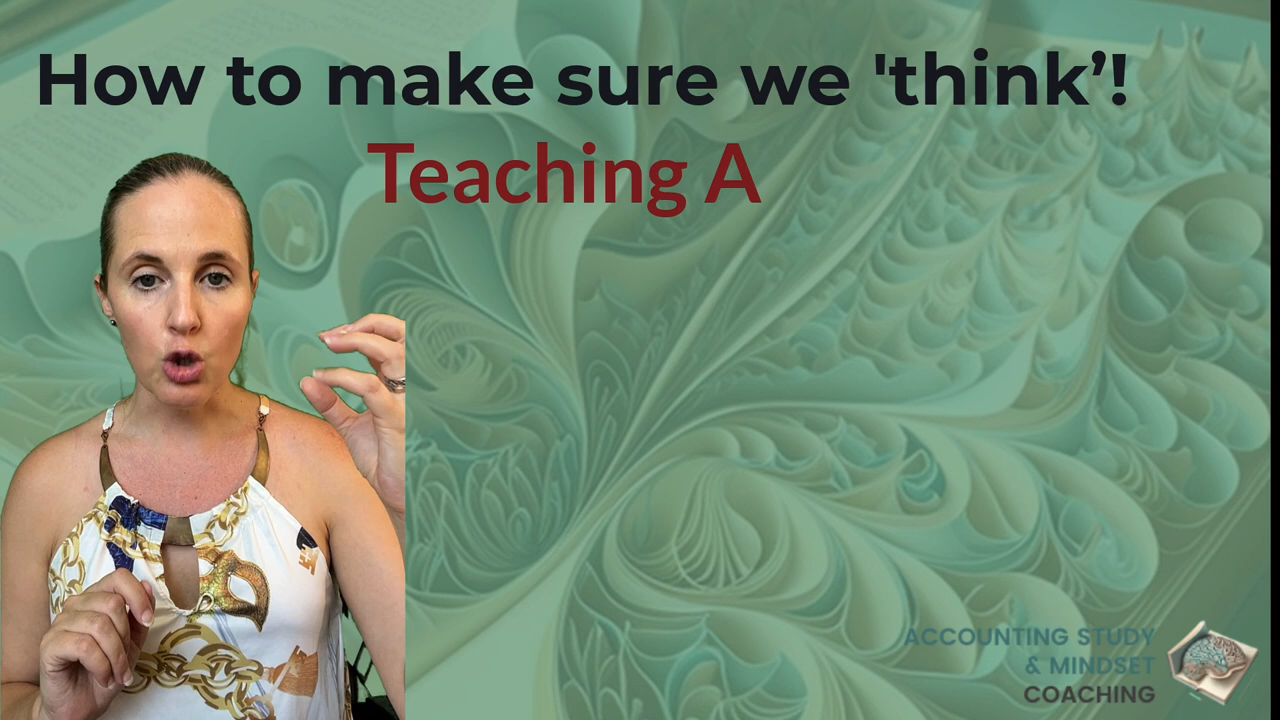 How to make sure we 'think’!
Teaching A
ACCOUNTING STUDY
& MINDSET
COACHING